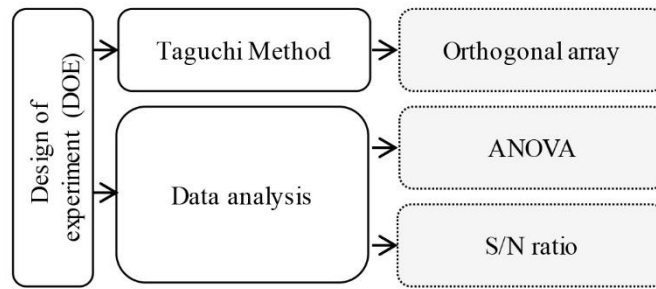 Design of
experiment (DOE)
Taguchi Method
Orthogonal array
Data analysis
ANOVA
S/N ratio